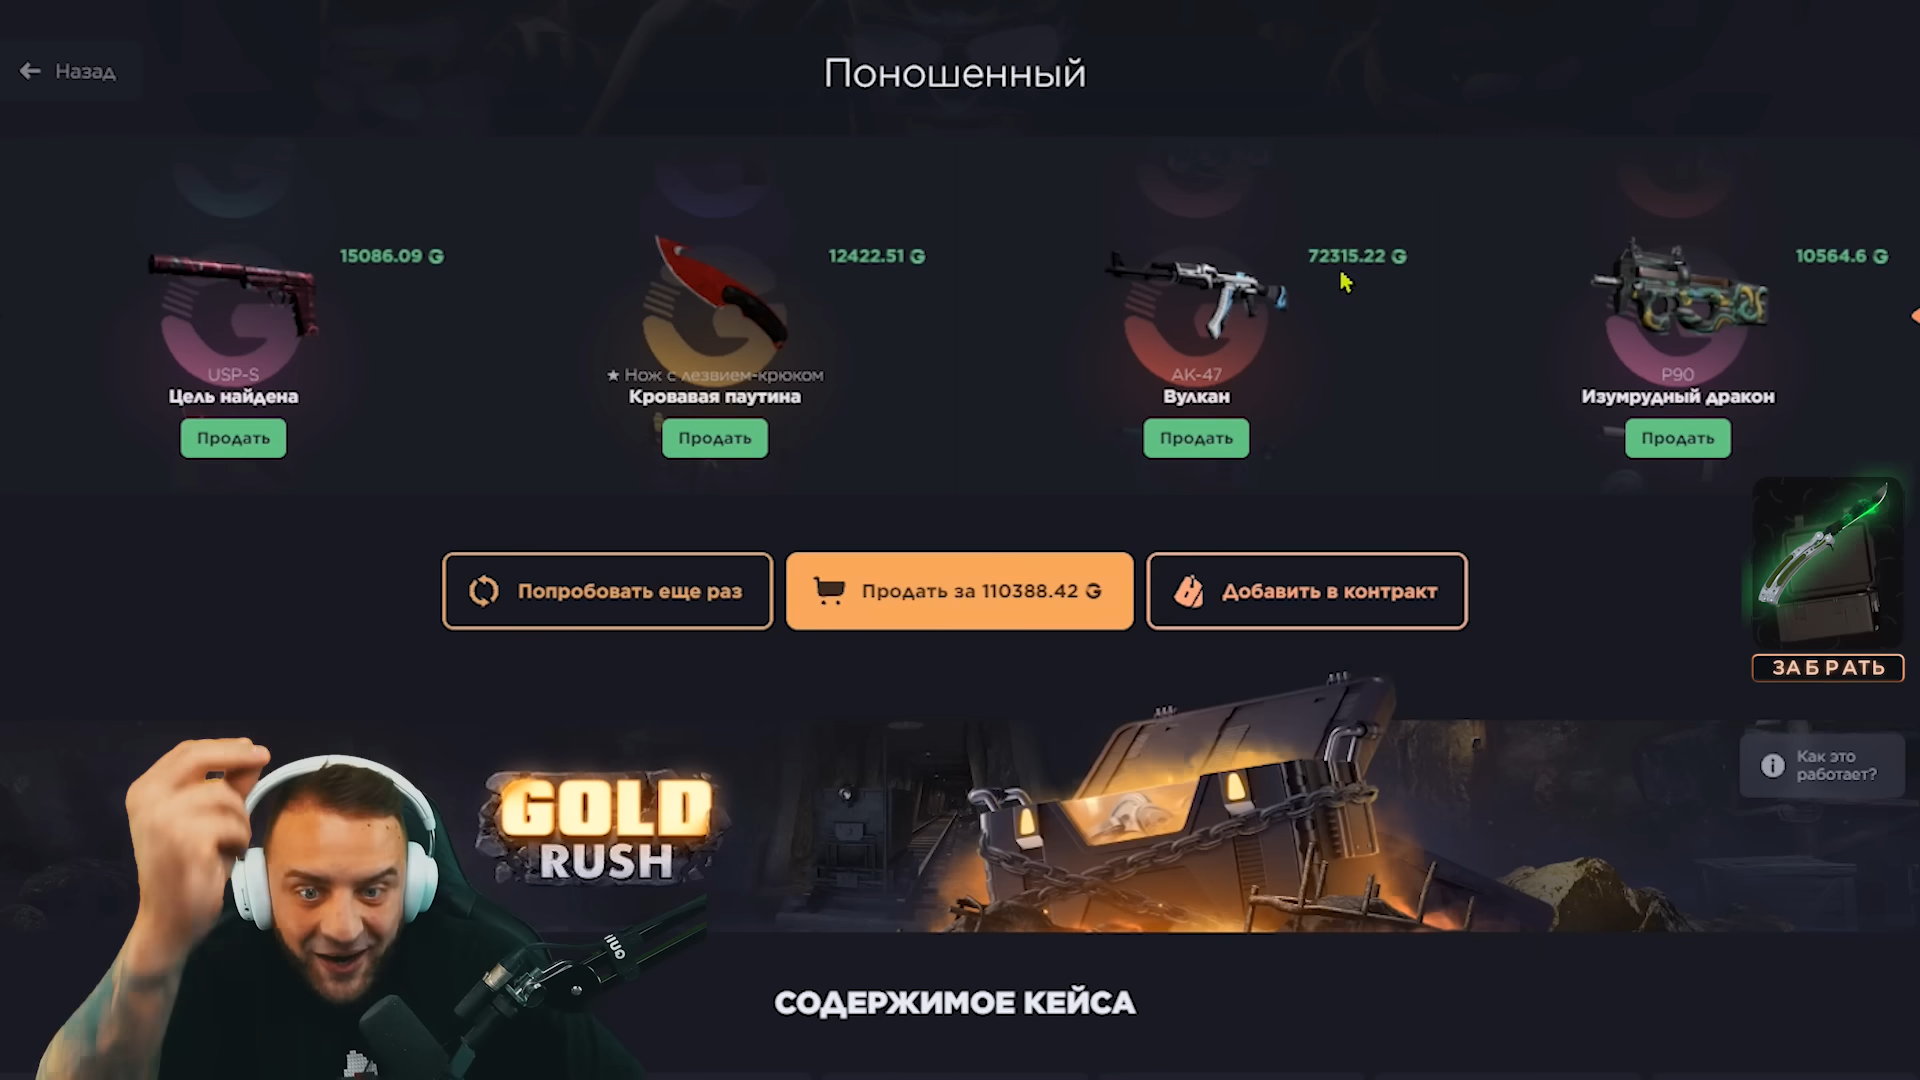 Назад
Поношенный
15086.09 G
12422.51 G
72315.22 G
10564.6 G
USP-S
Цель найдена
Продать
★ Нож с лезвием-крюком
Кровавая паутина
Продать
AK-47
Вулкан
Продать
P90
Изумрудный дракон
Продать
Попробовать еще раз
Продать за 110388.42 G
Добавить в контракт
ЗАБРАТЬ
Как это
работает?
GOLD
RUSH
СОДЕРЖИМОЕ КЕЙСА